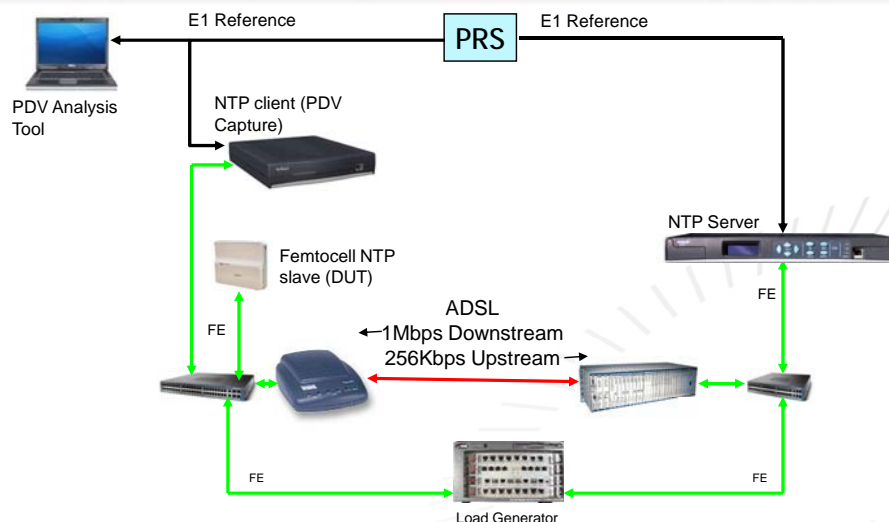 E1 Reference
PRS
E1 Reference
PDV Analysis
Tool
NTP client (PDV
Capture)
NTP Server
Femtocell NTP
slave (DUT)
FE
FE
ADSL
1Mbps Downstream
256Kbps Upstream
FE
FE
Load Generator